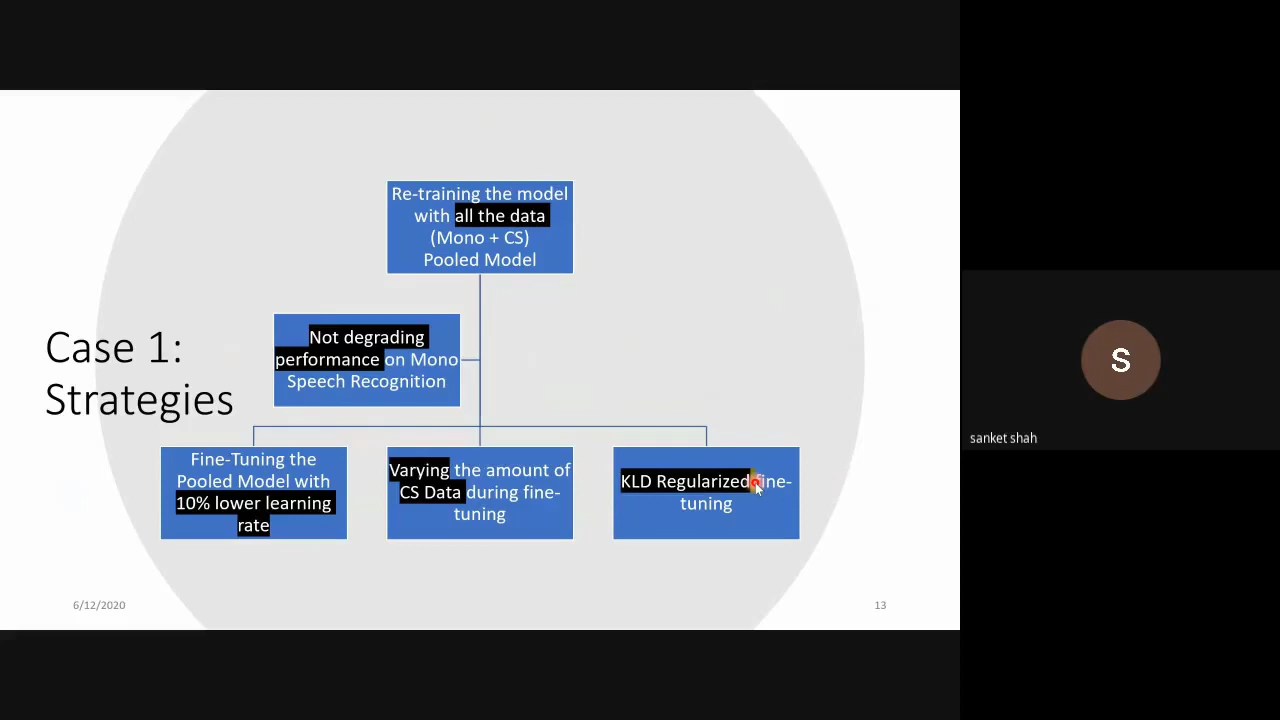 Re-training the model
with all the data
(Mono + CS)
Pooled Model
Not degrading
performance on Mono
Speech Recognition
Case 1:
Strategies
Fine-Tuning the
Pooled Model with
10% lower learning
rate
Varying the amount of
CS Data during fine-
tuning
KLD Regularized fine-
tuning
6/12/2020
13
S
sanket shah